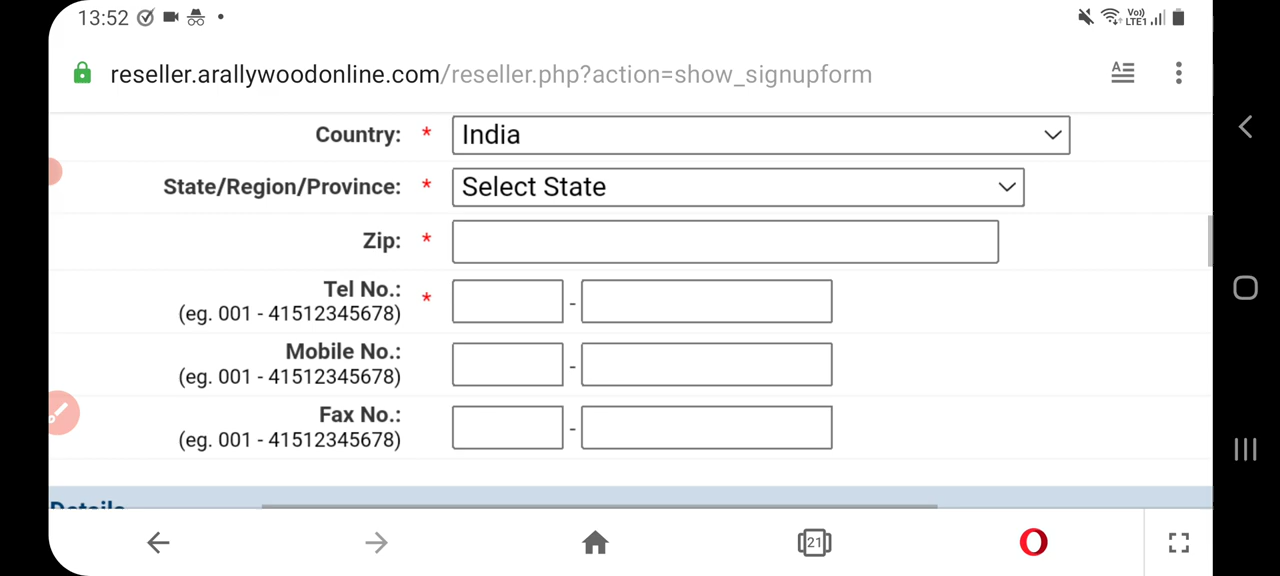 13:52 Vo)) LTE1
reseller.arallywoodonline.com/reseller.php?action=show_signupform
Country: * India
State/Region/Province: * Select State
Zip: *
Tel No.: *
(eg. 001 - 41512345678) -
Mobile No.:
(eg. 001 - 41512345678) -
Fax No.:
(eg. 001 - 41512345678) -
Details
21